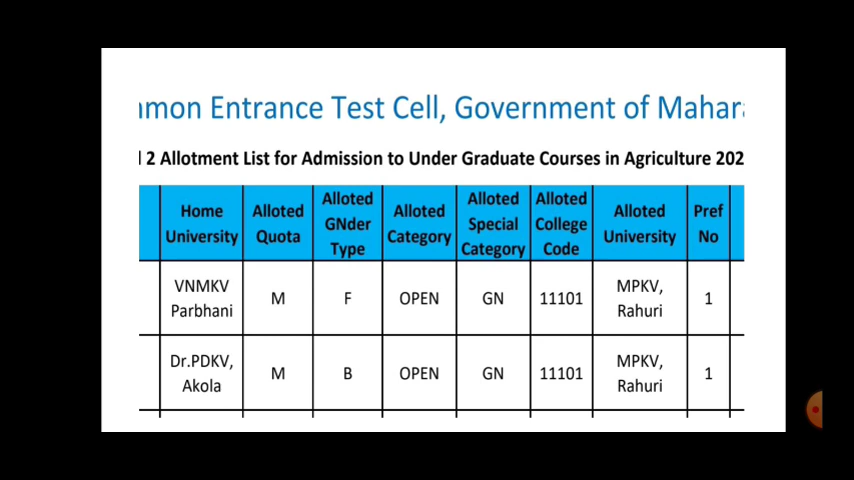 mmon Entrance Test Cell, Government of Mahara
l 2 Allotment List for Admission to Under Graduate Courses in Agriculture 202
Home University Alloted Quota Alloted GNder Type Alloted Category Alloted Special Category Alloted College Code Alloted University Pref No
VNMKV Parbhani M F OPEN GN 11101 MPKV, Rahuri 1
Dr.PDKV, Akola M B OPEN GN 11101 MPKV, Rahuri 1